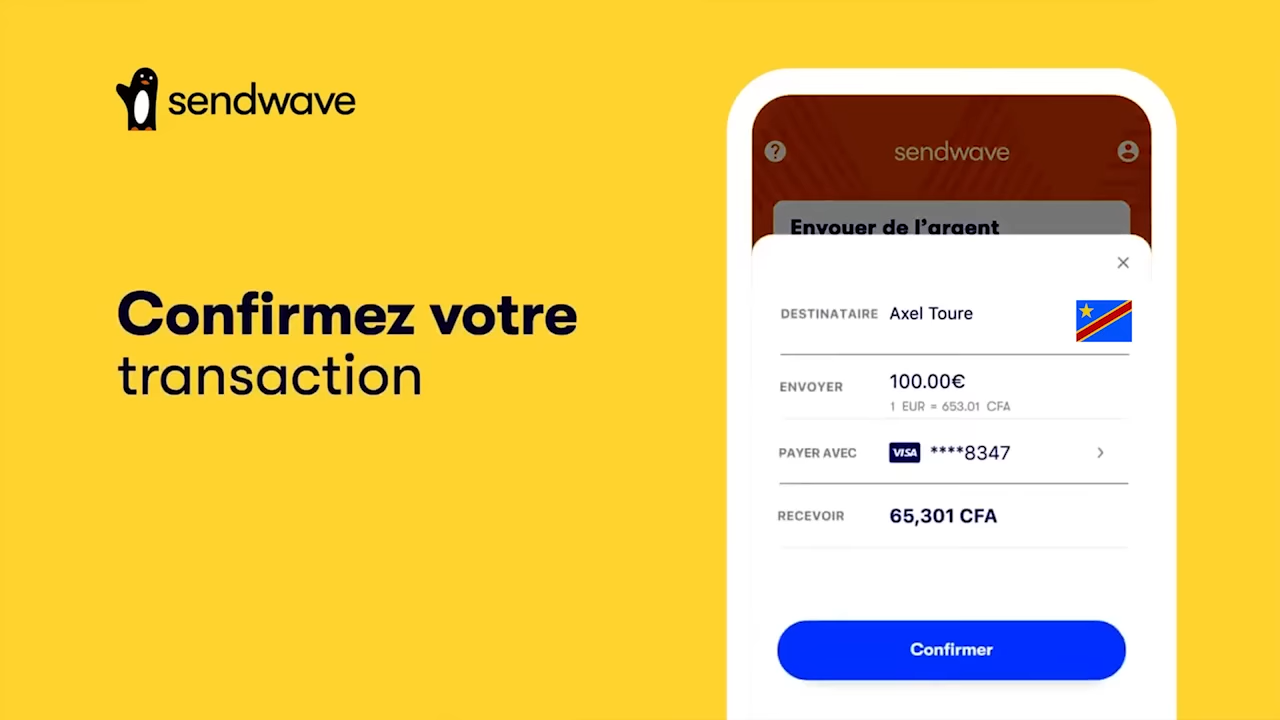 sendwave
Confirmez votre
transaction
?
sendwave
Envoyer de l'argent
DESTINATAIRE Axel Toure
ENVOYER 100.00€
1 EUR = 653.01 CFA
PAYER AVEC VISA ****8347
RECEVOIR 65,301 CFA
Confirmer